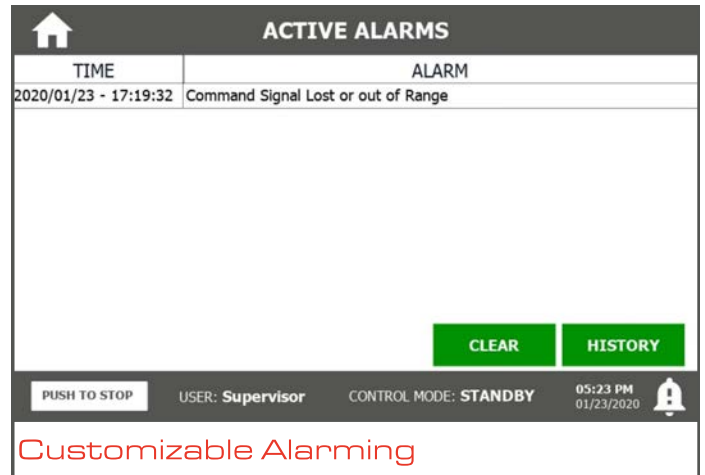 ACTIVE ALARMS
TIME ALARM
2020/01/23 - 17:19:32 Command Signal Lost or out of Range
CLEAR HISTORY
PUSH TO STOP USER: Supervisor CONTROL MODE: STANDBY 05:23 PM
01/23/2020
Customizable Alarming